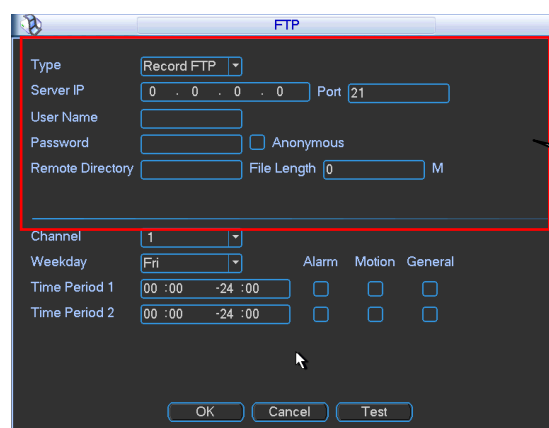 FTP
Type Record FTP
Server IP 0 . 0 . 0 . 0 Port 21
User Name
Password Anonymous
Remote Directory File Length 0 M
Channel 1
Weekday Fri Alarm Motion General
Time Period 1 00 :00 -24 :00
Time Period 2 00 :00 -24 :00
OK Cancel Test